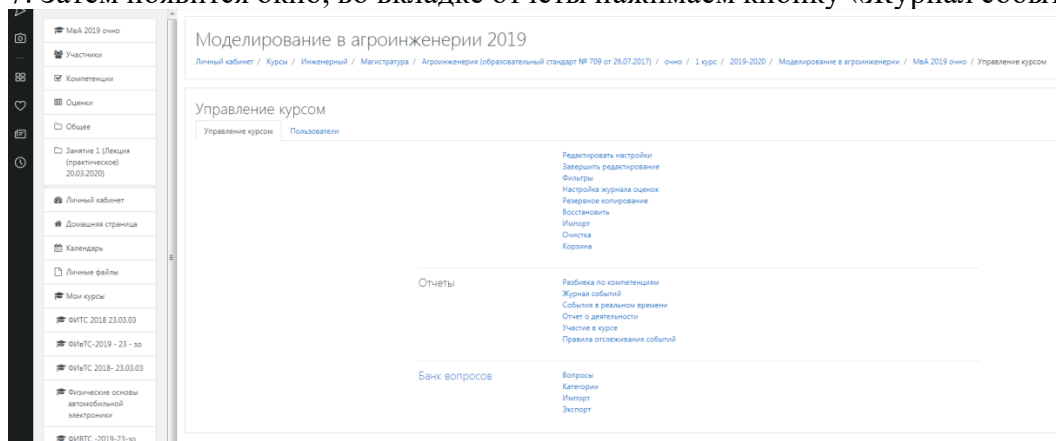 7. Затем появится окно, во вкладке отчеты нажимаем кнопку «Журнал собы
МвА 2019 очно
Участники
Компетенции
Оценки
Общее
Занятие 1 (Лекция
(практическое)
20.03.2020)
Личный кабинет
Домашняя страница
Календарь
Личные файлы
Мои курсы
ФИТС 2018 23.03.03
ФИвТС-2019 - 23 - зо
ФИвТС 2018- 23.03.03
Физические основы
автомобильной
электроники
ФИВТС -2019-23-зо
Моделирование в агроинженерии 2019
Личный кабинет / Курсы / Инженерный / Магистратура / Агроинженерия (образовательный стандарт № 709 от 26.07.2017) / очно / 1 курс / 2019-2020 / Моделирование в агроинженерии / МвА 2019 очно / Управление курсом
Управление курсом
Управление курсом Пользователи
Редактировать настройки
Завершить редактирование
Фильтры
Настройка журнала оценок
Резервное копирование
Восстановить
Импорт
Очистка
Корзина
Отчеты
Разбивка по компетенциям
Журнал событий
События в реальном времени
Отчет о деятельности
Участие в курсе
Правила отслеживания событий
Банк вопросов
Вопросы
Категории
Импорт
Экспорт